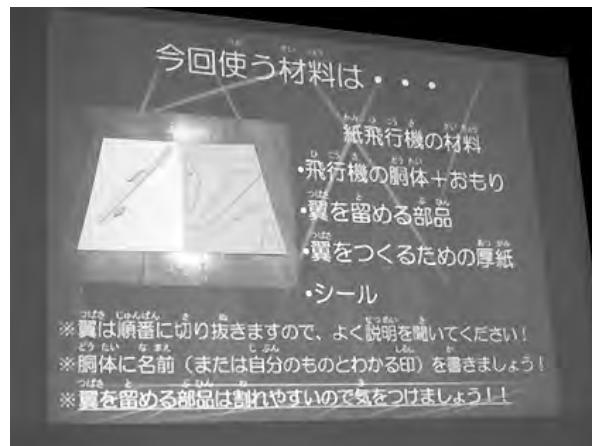 今回使う材料は・・・
紙飛行機の材料
・飛行機の胴体＋おもり
・翼を留める部品
・翼をつくるための厚紙
・シール
※翼は順番に切り抜きますので、よく説明を聞いてください！
※胴体に名前（または自分のものとわかる印）を書きましょう！
※翼を留める部品は割れやすいので気をつけましょう！！